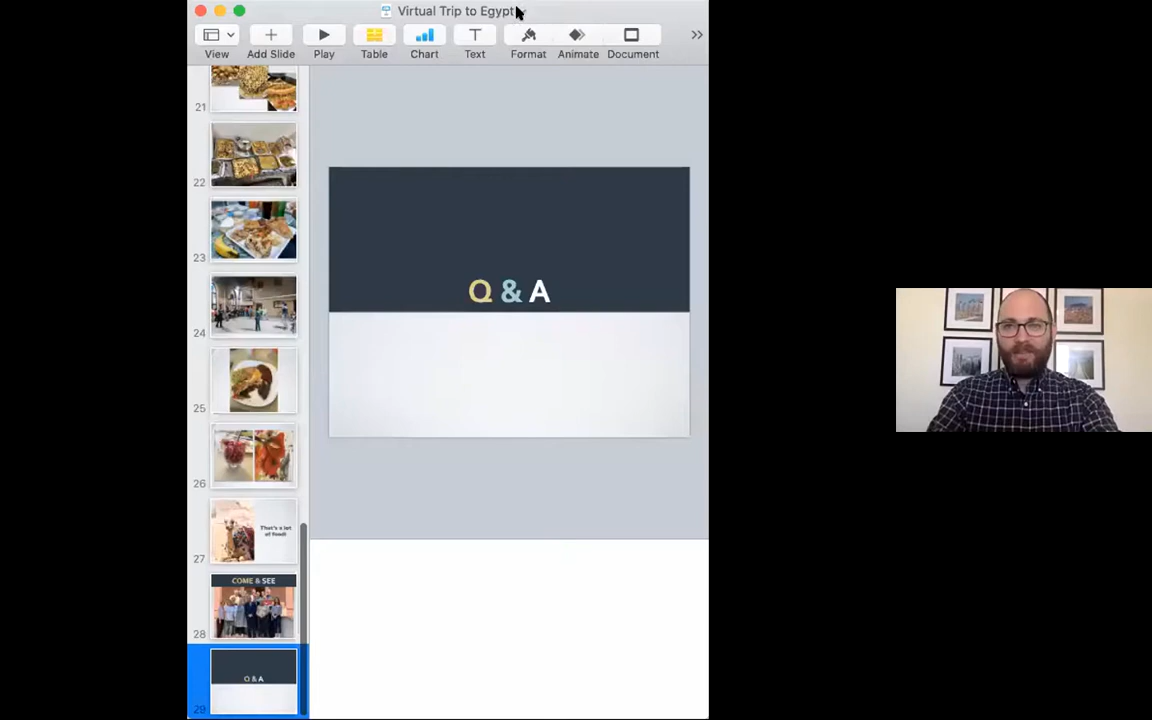 Virtual Trip to Egypt
View
Add Slide
Play
Table
Chart
Text
Format
Animate
Document
21
22
23
24
25
26
27
That's a lot
of food!
28
COME & SEE
29
Q & A
Q & A